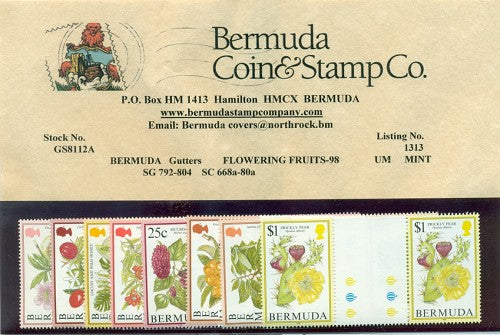 Bermuda
Coin&Stamp Co.
P.O. Box HM 1413 Hamilton HMCX BERMUDA
www.bermudastampcompany.com
Email: Bermuda covers@northrock.bm
Stock No.
GS8112A
Listing No.
1313
BERMUDA Gutters FLOWERING FRUITS-98 UM MINT
SG 792-804 SC 668a-80a
25c
$1 PRICKLY PEAR
BERMUDA
$1 PRICKLY PEAR
BERMUDA